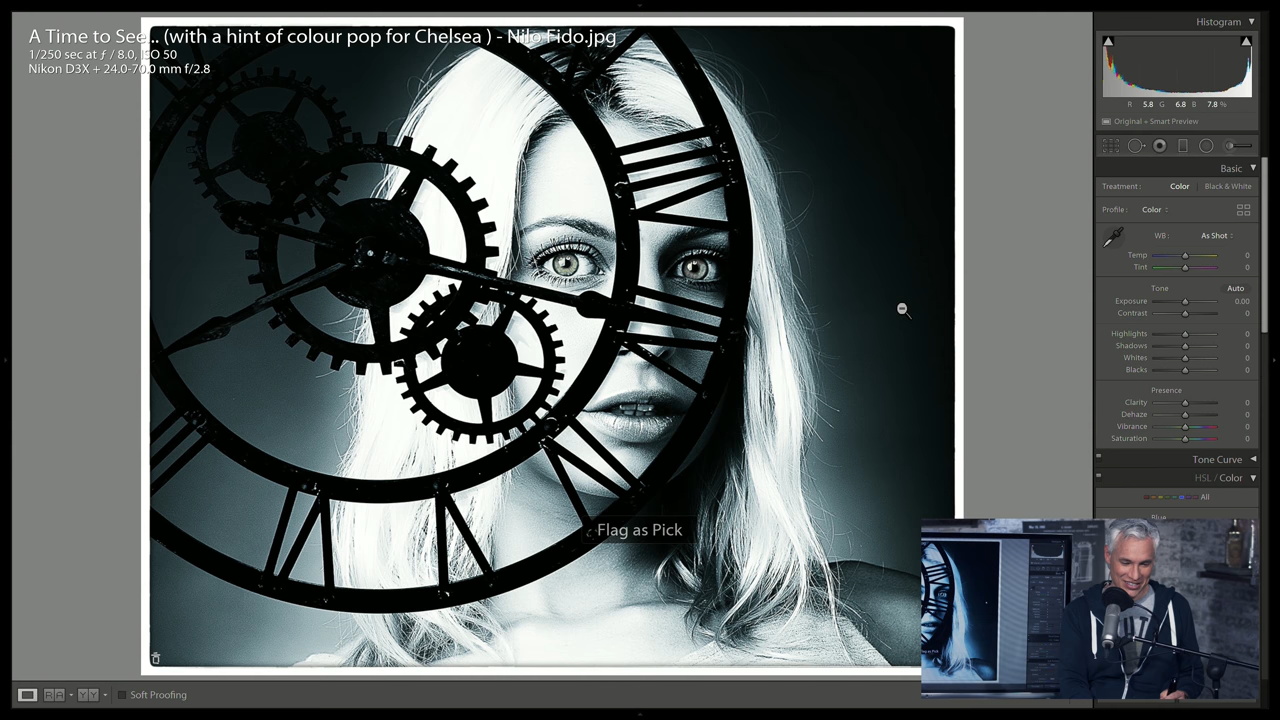 A Time to See... (with a hint of colour pop for Chelsea ) - Nilo Fido.jpg
1/250 sec at ƒ / 8.0, ISO 50
Nikon D3X + 24.0-70.0 mm f/2.8
Flag as Pick
Soft Proofing
Histogram
R 5.8 G 6.8 B 7.8 %
Original + Smart Preview
Basic
Treatment : Color Black & White
Profile : Color
WB : As Shot
Temp 0
Tint 0
Tone Auto
Exposure 0.00
Contrast 0
Highlights 0
Shadows 0
Whites 0
Blacks 0
Presence
Clarity 0
Dehaze 0
Vibrance 0
Saturation 0
Tone Curve
HSL / Color
All
Blue